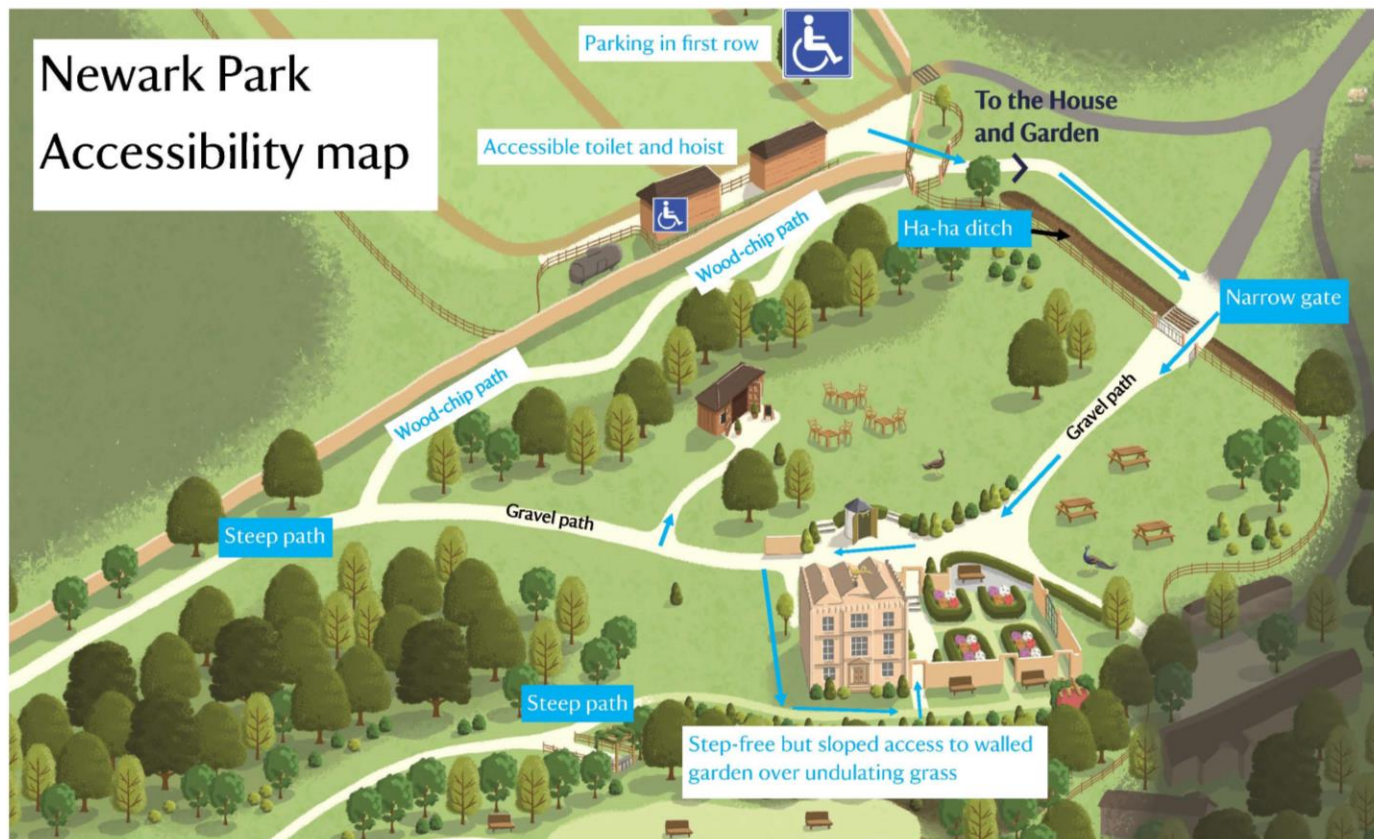 Newark Park
Accessibility map
Parking in first row
To the House
and Garden
Accessible toilet and hoist
Wood-chip path
Ha-ha ditch
Narrow gate
Wood-chip path
Gravel path
Gravel path
Steep path
Steep path
Step-free but sloped access to walled
garden over undulating grass